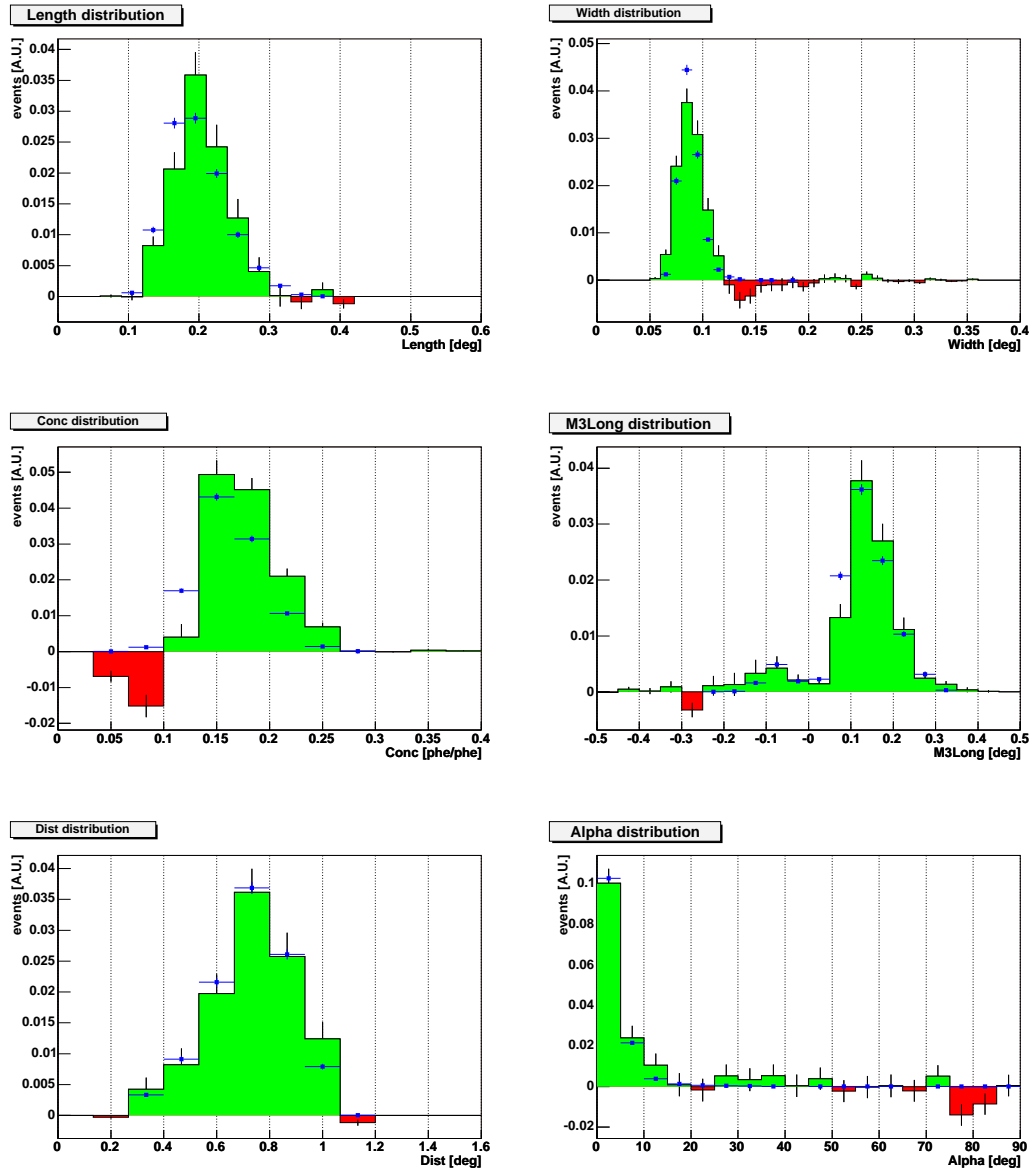 Length distribution
events [A.U.]
0.04
0.035
0.03
0.025
0.02
0.015
0.01
0.005
0
0 0.1 0.2 0.3 0.4 0.5 0.6
Length [deg]
Width distribution
events [A.U.]
0.05
0.04
0.03
0.02
0.01
0
0 0.05 0.1 0.15 0.2 0.25 0.3 0.35 0.4
Width [deg]
Conc distribution
events [A.U.]
0.05
0.04
0.03
0.02
0.01
0
-0.01
-0.02
0 0.05 0.1 0.15 0.2 0.25 0.3 0.35 0.4
Conc [phe/phe]
M3Long distribution
events [A.U.]
0.04
0.03
0.02
0.01
0
-0.5 -0.4 -0.3 -0.2 -0.1 -0 0.1 0.2 0.3 0.4 0.5
M3Long [deg]
Dist distribution
events [A.U.]
0.04
0.035
0.03
0.025
0.02
0.015
0.01
0.005
0
0 0.2 0.4 0.6 0.8 1 1.2 1.4 1.6
Dist [deg]
Alpha distribution
events [A.U.]
0.1
0.08
0.06
0.04
0.02
0
-0.02
0 10 20 30 40 50 60 70 80 90
Alpha [deg]